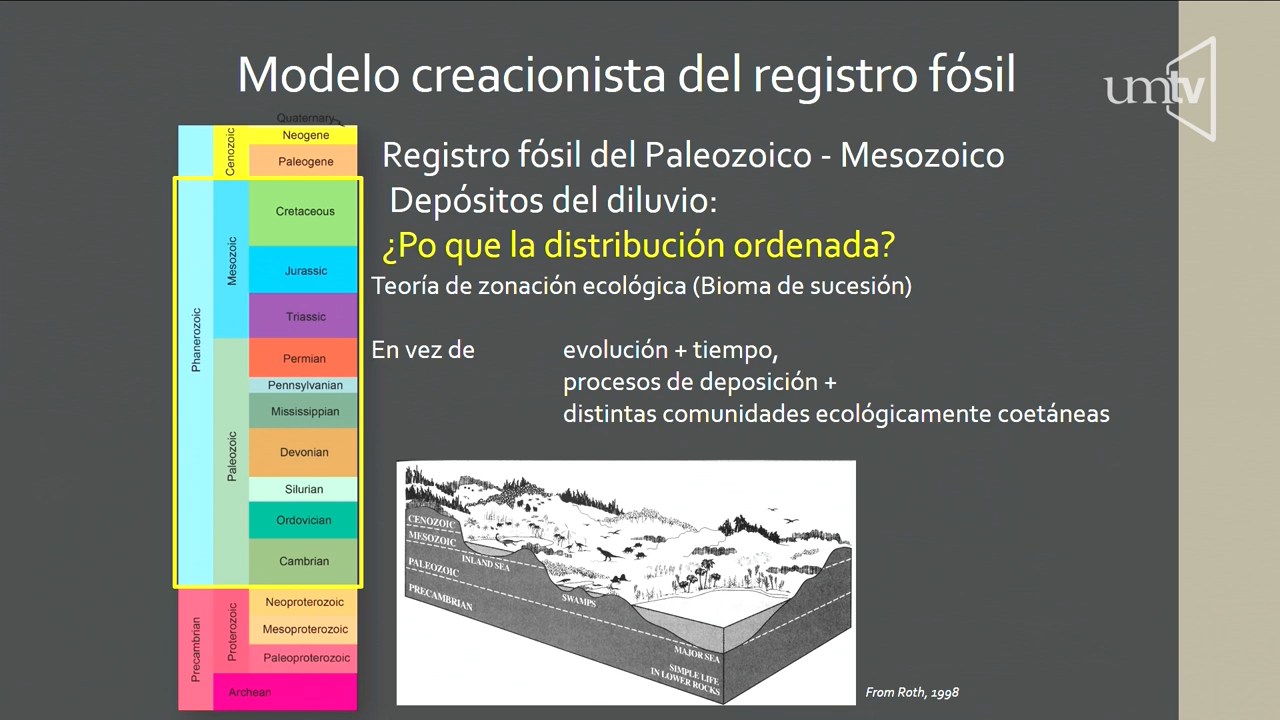 Modelo creacionista del registro fósil
umtv
Quaternary
Neogene
Paleogene
Cenozoic
Cretaceous
Jurassic
Triassic
Mesozoic
Permian
Pennsylvanian
Mississippian
Devonian
Silurian
Ordovician
Cambrian
Paleozoic
Phanerozoic
Neoproterozoic
Mesoproterozoic
Paleoproterozoic
Proterozoic
Archean
Precambrian
Registro fósil del Paleozoico - Mesozoico
Depósitos del diluvio:
¿Po que la distribución ordenada?
Teoría de zonación ecológica (Bioma de sucesión)
En vez de evolución + tiempo,
procesos de deposición +
distintas comunidades ecológicamente coetáneas
CENOZOIC
MESOZOIC
INLAND SEA
PALEOZOIC
PRECAMBRIAN
SWAMPS
MAJOR SEA
SIMPLE LIFE
IN LOWER ROCKS
From Roth, 1998